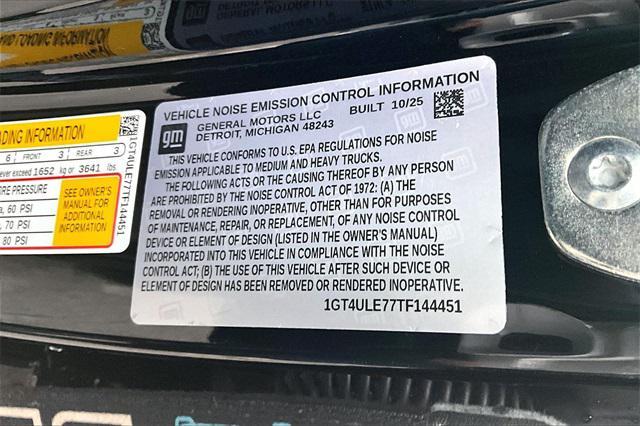 VEHICLE NOISE EMISSION CONTROL INFORMATION
gm
GENERAL MOTORS LLC BUILT 10/25
DETROIT, MICHIGAN 48243
THIS VEHICLE CONFORMS TO U.S. EPA REGULATIONS FOR NOISE
EMISSION APPLICABLE TO MEDIUM AND HEAVY TRUCKS.
THE FOLLOWING ACTS OR THE CAUSING THEREOF BY ANY PERSON
ARE PROHIBITED BY THE NOISE CONTROL ACT OF 1972: (A) THE
REMOVAL OR RENDERING INOPERATIVE, OTHER THAN FOR PURPOSES
OF MAINTENANCE, REPAIR, OR REPLACEMENT, OF ANY NOISE CONTROL
DEVICE OR ELEMENT OF DESIGN (LISTED IN THE OWNER'S MANUAL)
INCORPORATED INTO THIS VEHICLE IN COMPLIANCE WITH THE NOISE
CONTROL ACT; (B) THE USE OF THIS VEHICLE AFTER SUCH DEVICE OR
ELEMENT OF DESIGN HAS BEEN REMOVED OR RENDERED INOPERATIVE.
1GT4ULE77TF144451
ADING INFORMATION
6 FRONT 3 REAR 3
ever exceed 1652 kg or 3641 lbs
RE PRESSURE
60 PSI
70 PSI
80 PSI
SEE OWNER'S
MANUAL FOR
ADDITIONAL
INFORMATION
1GT4ULE77TF144451